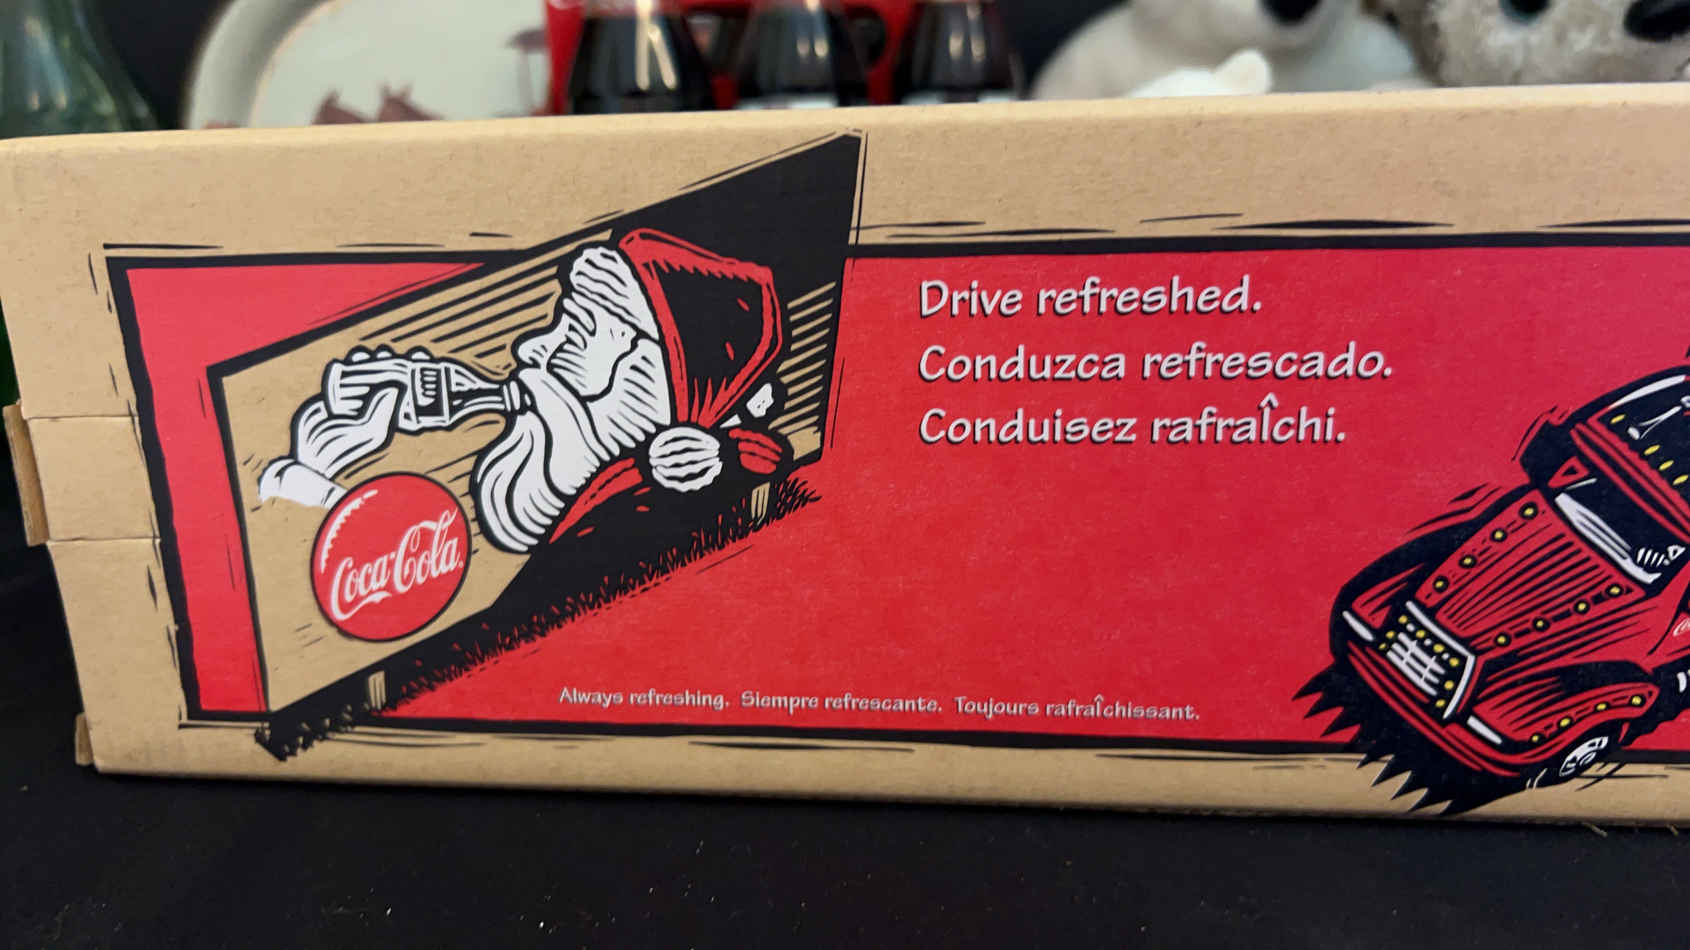 Drive refreshed.
Conduzca refrescado.
Conduisez rafraîchi.
Coca-Cola
Always refreshing. Siempre refrescante. Toujours rafraîchissant.